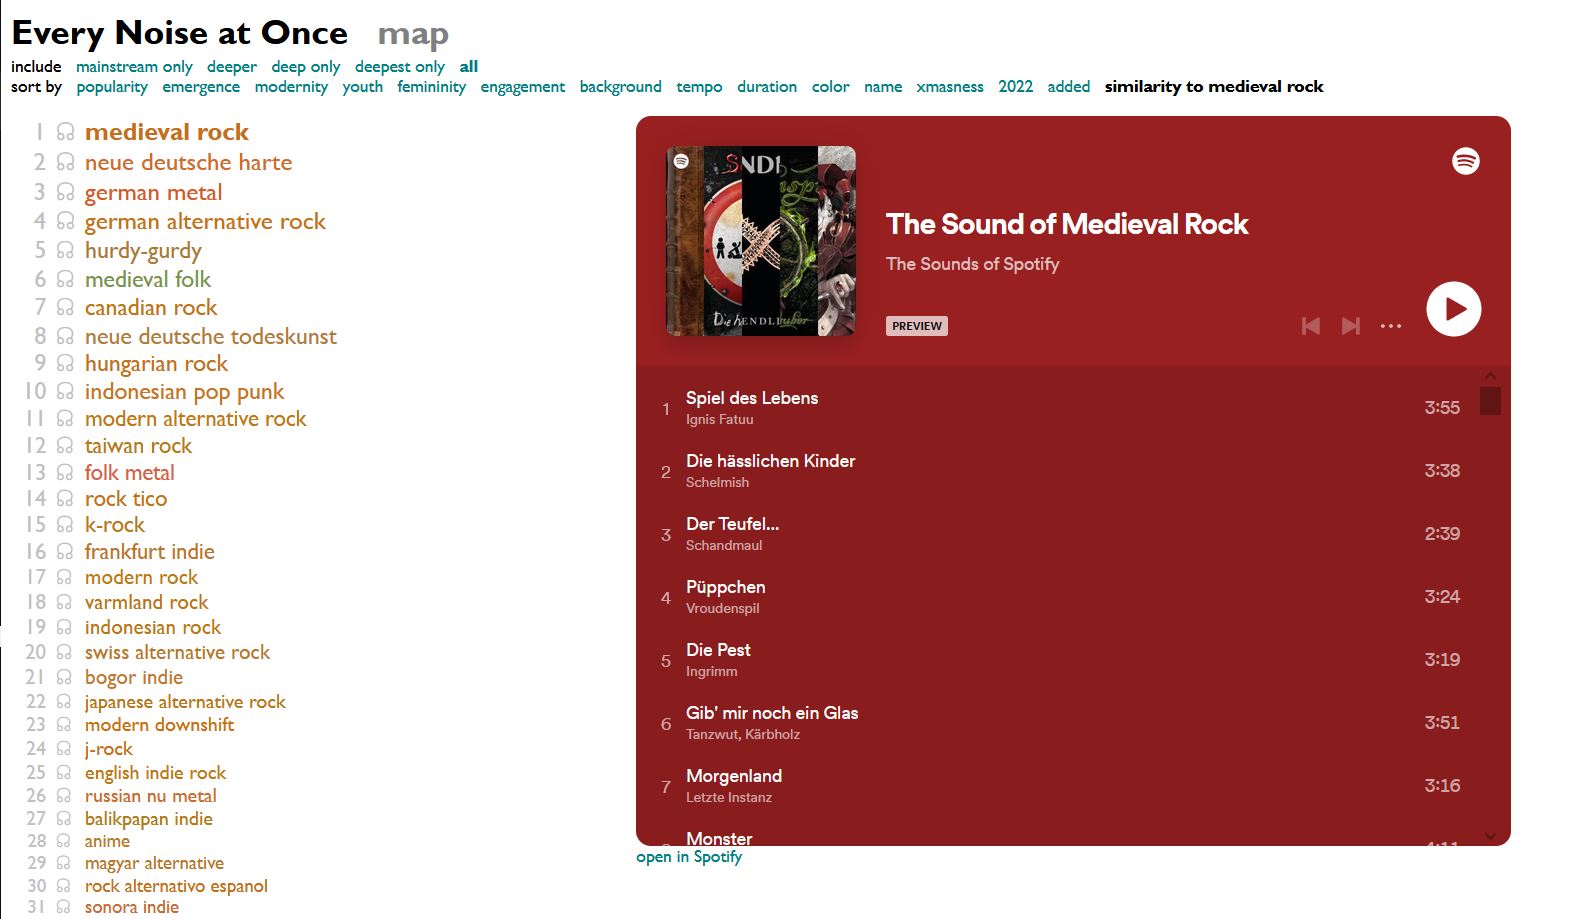 Every Noise at Once map
include mainstream only deeper deep only deepest only all
sort by popularity emergence modernity youth femininity engagement background tempo duration color name xmasness 2022 added similarity to medieval rock
1 medieval rock
2 neue deutsche harte
3 german metal
4 german alternative rock
5 hurdy-gurdy
6 medieval folk
7 canadian rock
8 neue deutsche todeskunst
9 hungarian rock
10 indonesian pop punk
11 modern alternative rock
12 taiwan rock
13 folk metal
14 rock tico
15 k-rock
16 frankfurt indie
17 modern rock
18 varmland rock
19 indonesian rock
20 swiss alternative rock
21 bogor indie
22 japanese alternative rock
23 modern downshift
24 j-rock
25 english indie rock
26 russian nu metal
27 balikpapan indie
28 anime
29 magyar alternative
30 rock alternativo espanol
31 sonora indie
The Sound of Medieval Rock
The Sounds of Spotify
PREVIEW
1 Spiel des Lebens 3:55
Ignis Fatuu
2 Die hässlichen Kinder 3:38
Schelmish
3 Der Teufel... 2:39
Schandmaul
4 Püppchen 3:24
Vroudenspil
5 Die Pest 3:19
Ingrimm
6 Gib' mir noch ein Glas 3:51
Tanzwut, Kärbholz
7 Morgenland 3:16
Letzte Instanz
Monster
open in Spotify